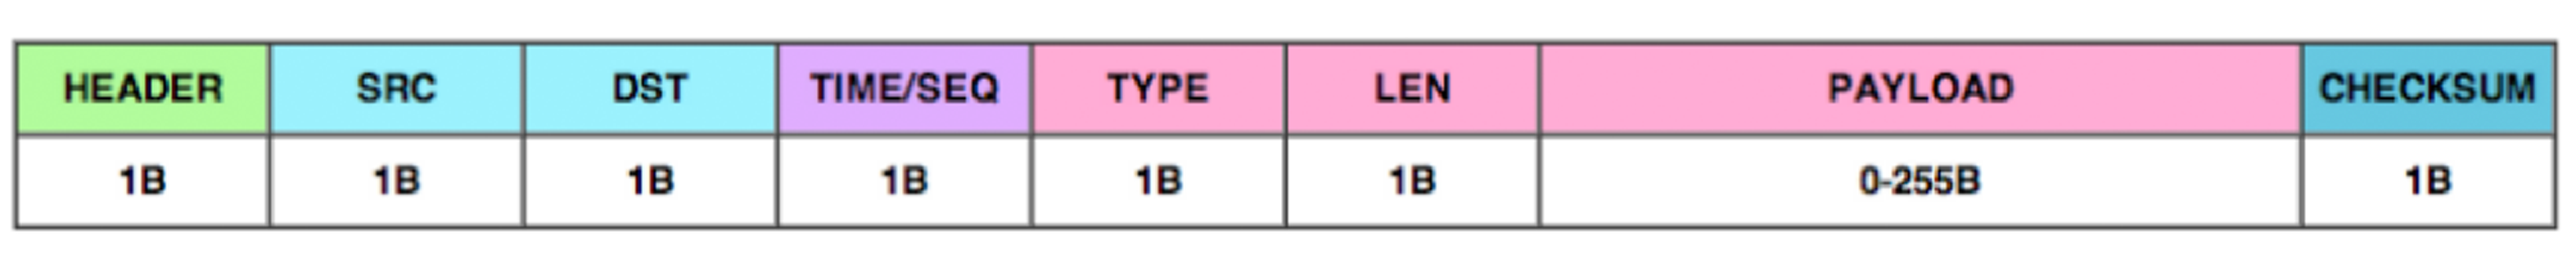 HEADER SRC DST TIME/SEQ TYPE LEN PAYLOAD CHECKSUM
1B 1B 1B 1B 1B 1B 0-255B 1B